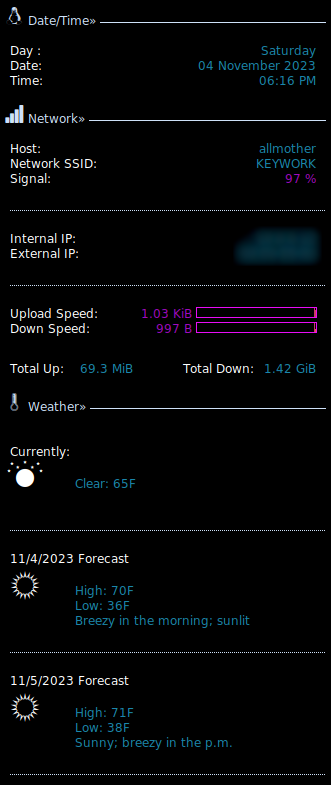 Date/Time»
Day : Saturday
Date: 04 November 2023
Time: 06:16 PM
Network»
Host: allmother
Network SSID: KEYWORK
Signal: 97 %
Internal IP:
External IP:
Upload Speed: 1.03 KiB
Down Speed: 997 B
Total Up: 69.3 MiB Total Down: 1.42 GiB
Weather»
Currently:
Clear: 65F
11/4/2023 Forecast
High: 70F
Low: 36F
Breezy in the morning; sunlit
11/5/2023 Forecast
High: 71F
Low: 38F
Sunny; breezy in the p.m.